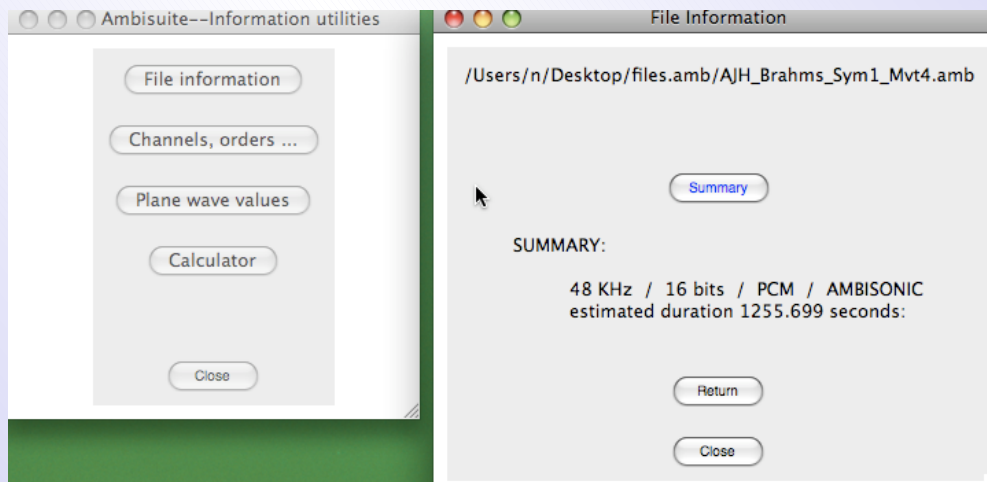 Ambisuite--Information utilities
File information
Channels, orders ...
Plane wave values
Calculator
Close
File Information
/Users/n/Desktop/files.amb/AJH_Brahms_Sym1_Mvt4.amb
Summary
SUMMARY:
48 KHz / 16 bits / PCM / AMBISONIC
estimated duration 1255.699 seconds:
Return
Close